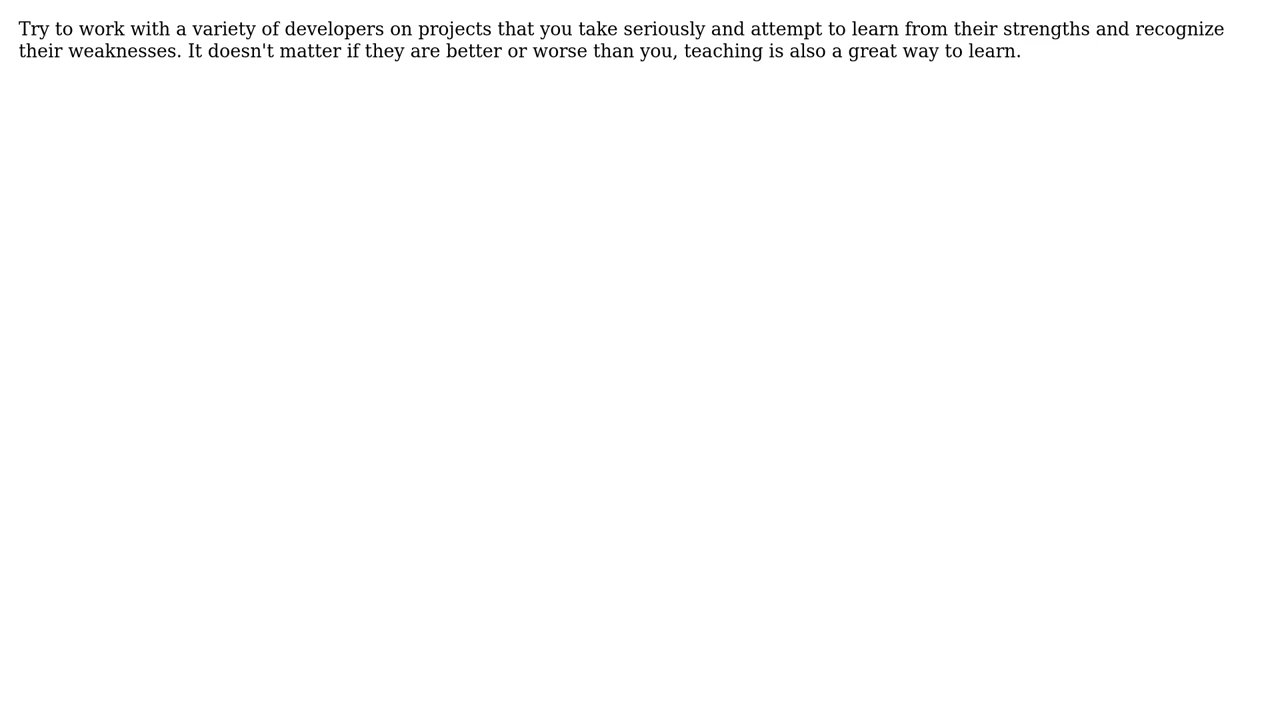 Try to work with a variety of developers on projects that you take seriously and attempt to learn from their strengths and recognize
their weaknesses. It doesn't matter if they are better or worse than you, teaching is also a great way to learn.